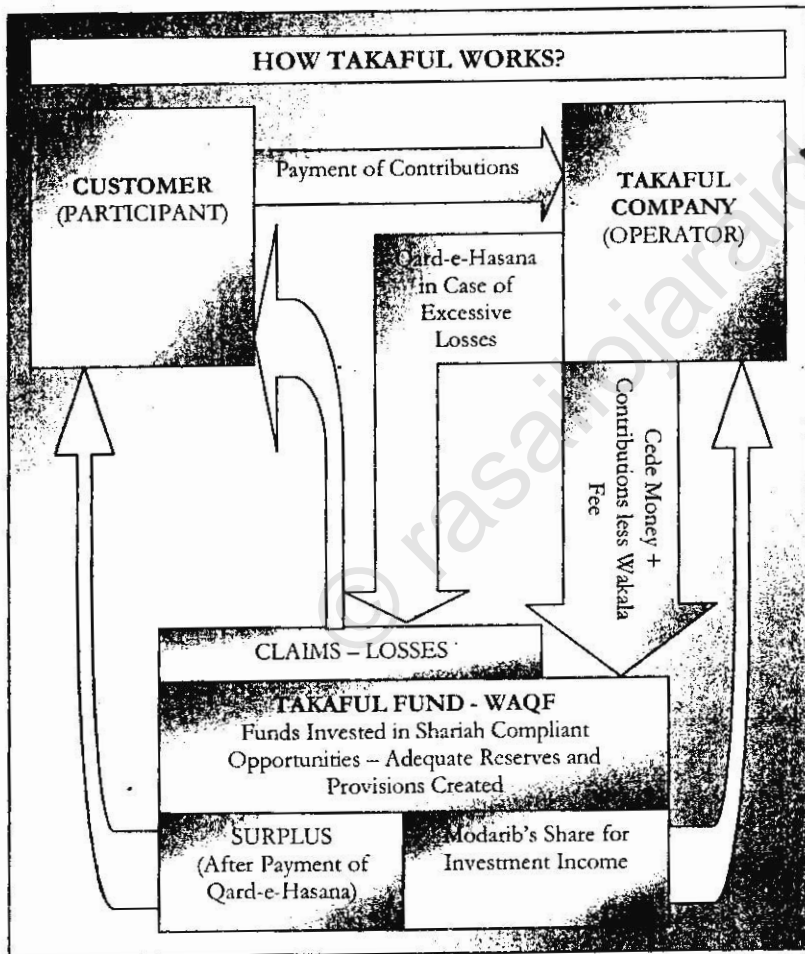 HOW TAKAFUL WORKS?
CUSTOMER
(PARTICIPANT)
Payment of Contributions
TAKAFUL
COMPANY
(OPERATOR)
Qard-e-Hasana
in Case of
Excessive
Losses
Cede Money +
Contributions less Wakala
Fee
CLAIMS – LOSSES
TAKAFUL FUND - WAQF
Funds Invested in Shariah Compliant
Opportunities – Adequate Reserves and
Provisions Created
SURPLUS
(After Payment of
Qard-e-Hasana)
Modarib's Share for
Investment Income
© rasailojaraid